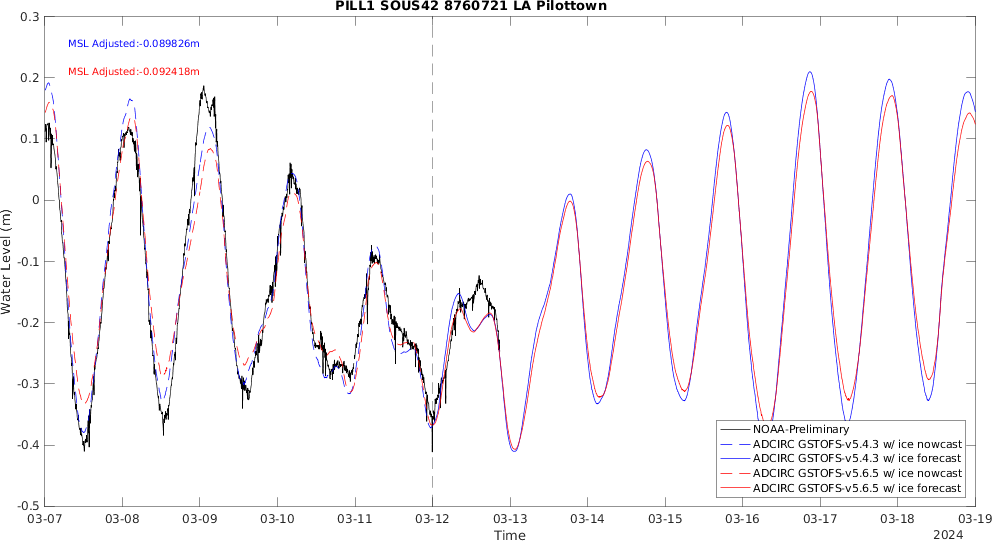 PILL1 SOUS42 8760721 LA Pilottown
MSL Adjusted:-0.089826m
MSL Adjusted:-0.092418m
Water Level (m)
0.3
0.2
0.1
0
-0.1
-0.2
-0.3
-0.4
-0.5
NOAA-Preliminary
ADCIRC GSTOFS-v5.4.3 w/ ice nowcast
ADCIRC GSTOFS-v5.4.3 w/ ice forecast
ADCIRC GSTOFS-v5.6.5 w/ ice nowcast
ADCIRC GSTOFS-v5.6.5 w/ ice forecast
03-07 03-08 03-09 03-10 03-11 03-12 03-13 03-14 03-15 03-16 03-17 03-18 03-19
Time
2024